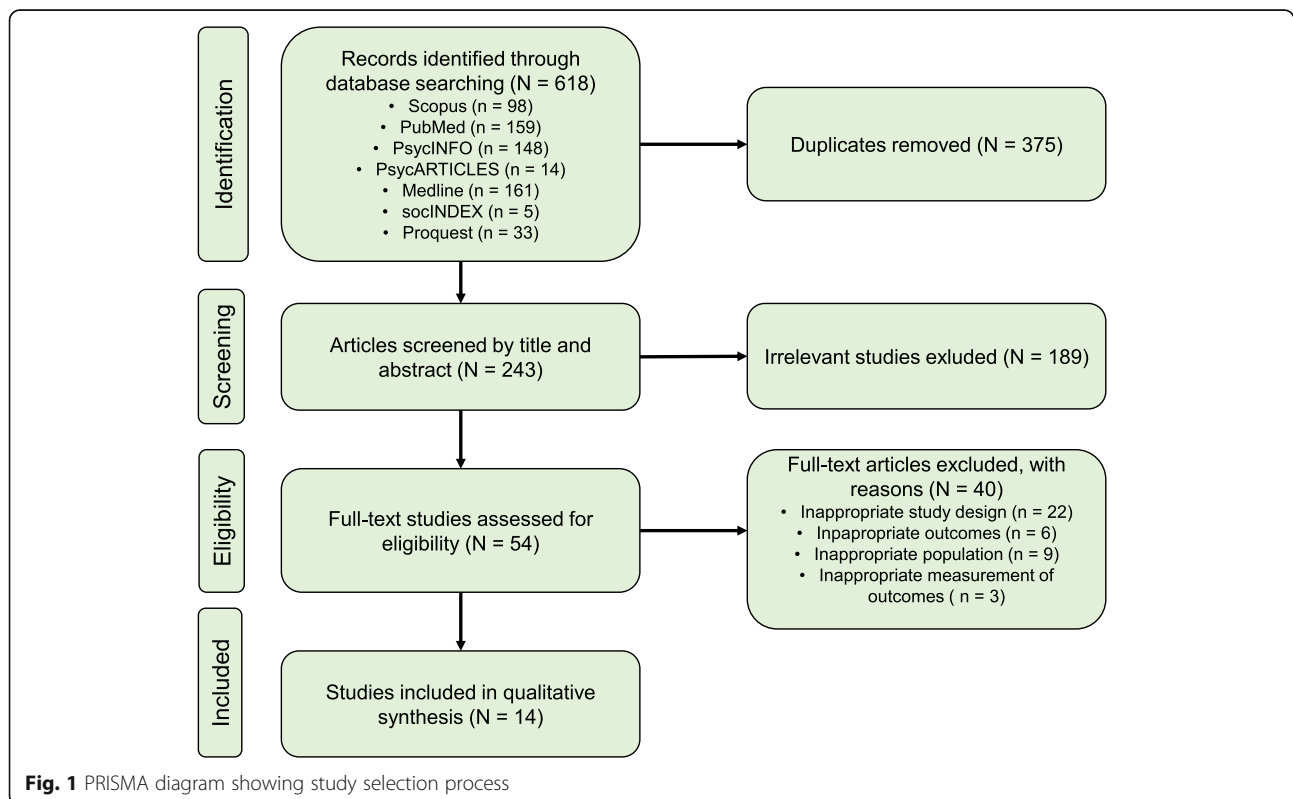 Identification
Records identified through
database searching (N = 618)
• Scopus (n = 98)
• PubMed (n = 159)
• PsycINFO (n = 148)
• PsycARTICLES (n = 14)
• Medline (n = 161)
• socINDEX (n = 5)
• Proquest (n = 33)
Duplicates removed (N = 375)
Screening
Articles screened by title and
abstract (N = 243)
Irrelevant studies exluded (N = 189)
Eligibility
Full-text studies assessed for
eligibility (N = 54)
Full-text articles excluded, with
reasons (N = 40)
• Inappropriate study design (n = 22)
• Inpapropriate outcomes (n = 6)
• Inappropriate population (n = 9)
• Inappropriate measurement of
outcomes ( n = 3)
Included
Studies included in qualitative
synthesis (N = 14)
Fig. 1 PRISMA diagram showing study selection process